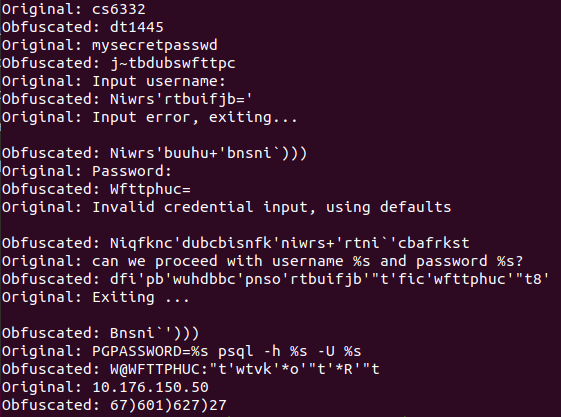 Original: cs6332
Obfuscated: dt1445
Original: mysecretpasswd
Obfuscated: j~tbdubswfttpc
Original: Input username:
Obfuscated: Niwrs'rtbuifjb='
Original: Input error, exiting...
Obfuscated: Niwrs'buuhu+'bnsni`)))
Original: Password:
Obfuscated: Wfttphuc=
Original: Invalid credential input, using defaults
Obfuscated: Niqfknc'dubcbisnfk'niwrs+'rtni`'cbafrkst
Original: can we proceed with username %s and password %s?
Obfuscated: dfi'pb'wuhdbbc'pnso'rtbuifjb'"t'fic'wfttphuc'"t8'
Original: Exiting ...
Obfuscated: Bnsni`')))
Original: PGPASSWORD=%s psql -h %s -U %s
Obfuscated: W@WFTTPHUC:"t'wtvk'*o'"t'*R'"t
Original: 10.176.150.50
Obfuscated: 67)601)627)27